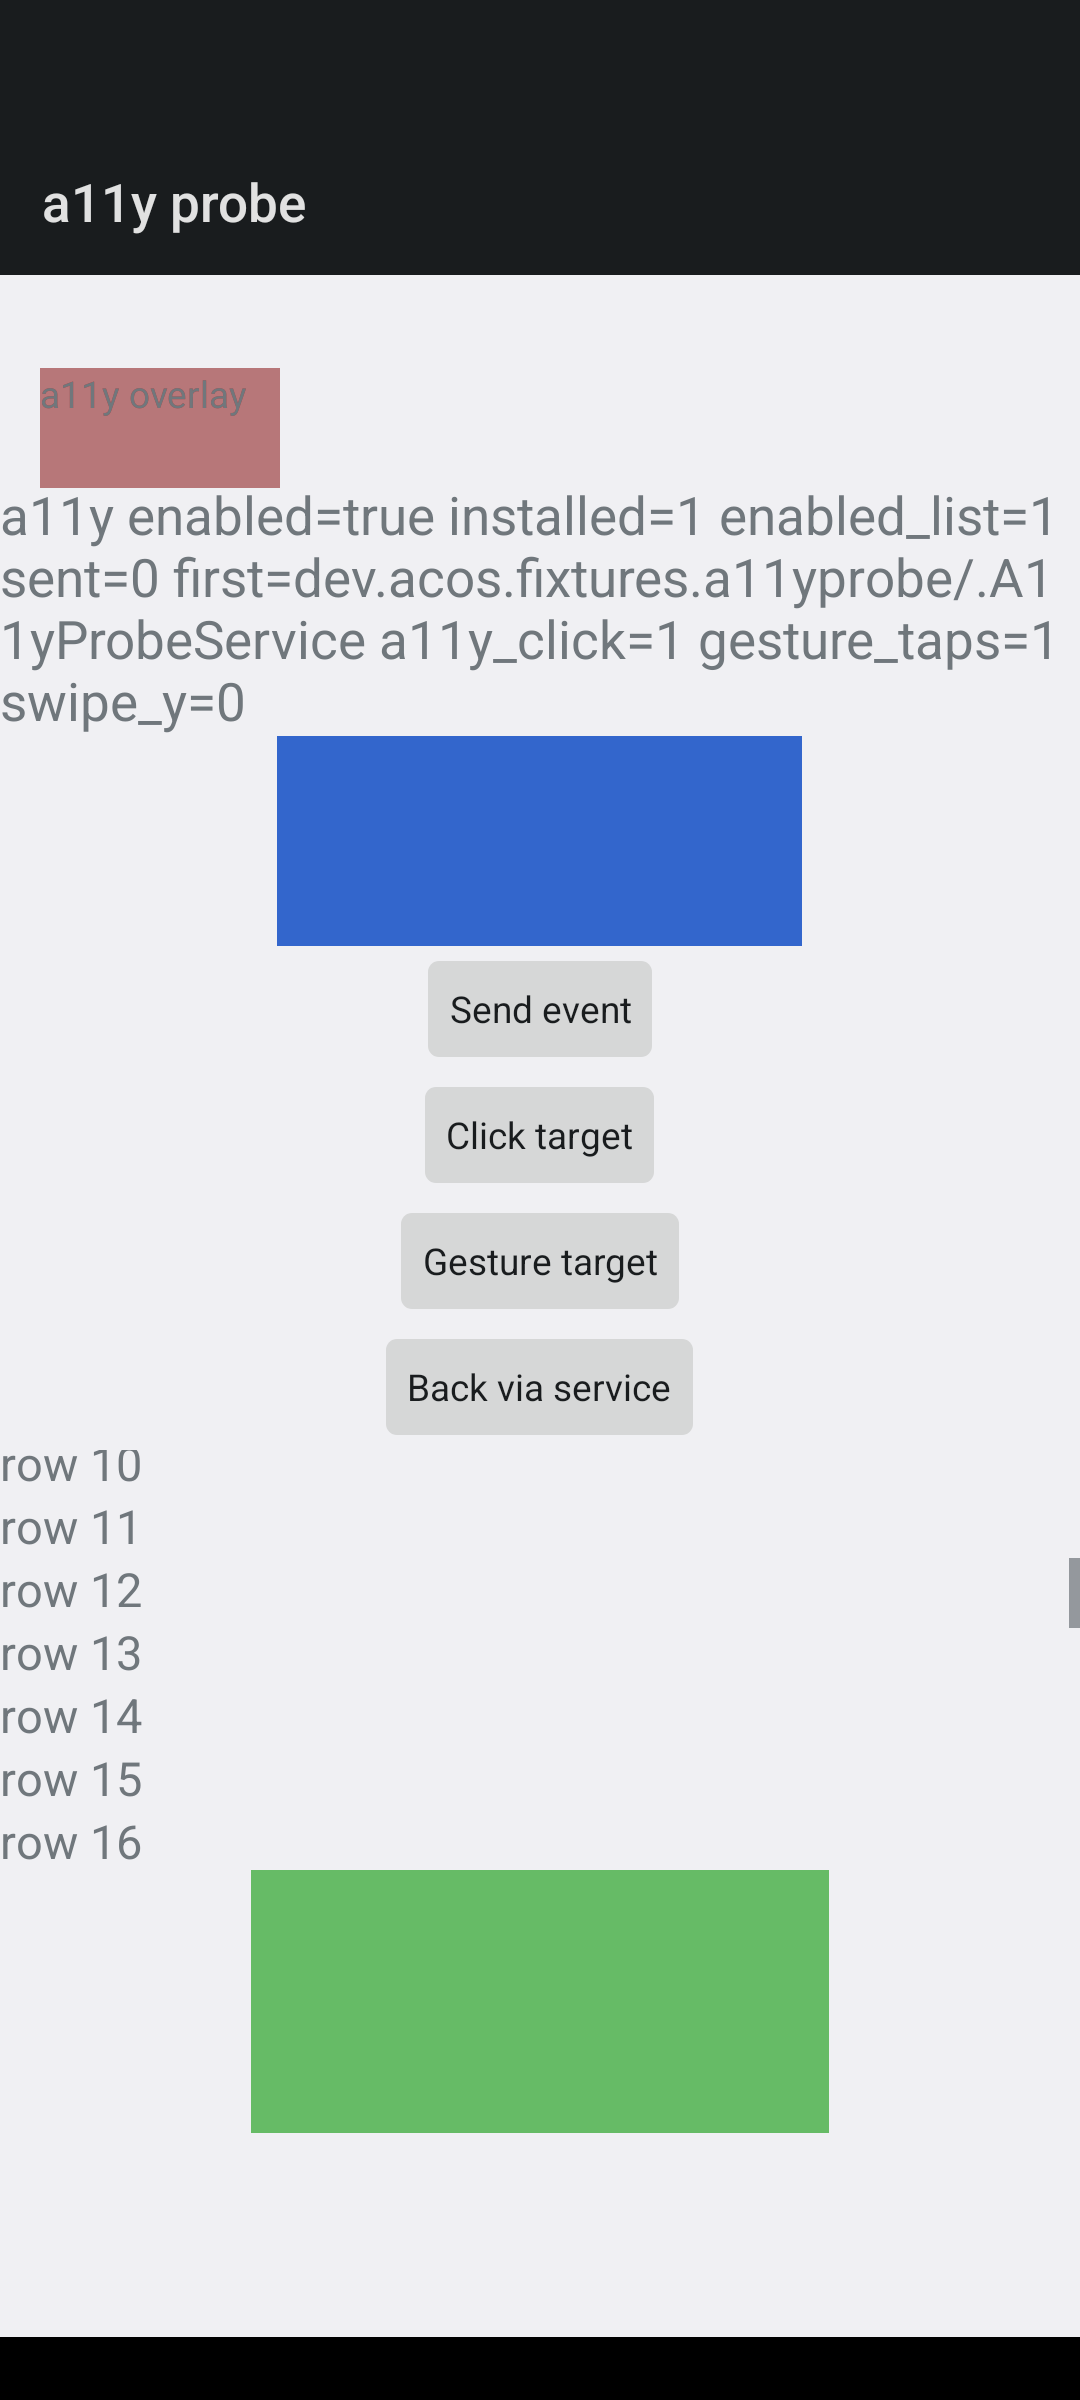 a11y probe
a11y overlay
a11y enabled=true installed=1 enabled_list=1
sent=0 first=dev.acos.fixtures.a11yprobe/.A1
1yProbeService a11y_click=1 gesture_taps=1
swipe_y=0
Send event
Click target
Gesture target
Back via service
row 10
row 11
row 12
row 13
row 14
row 15
row 16